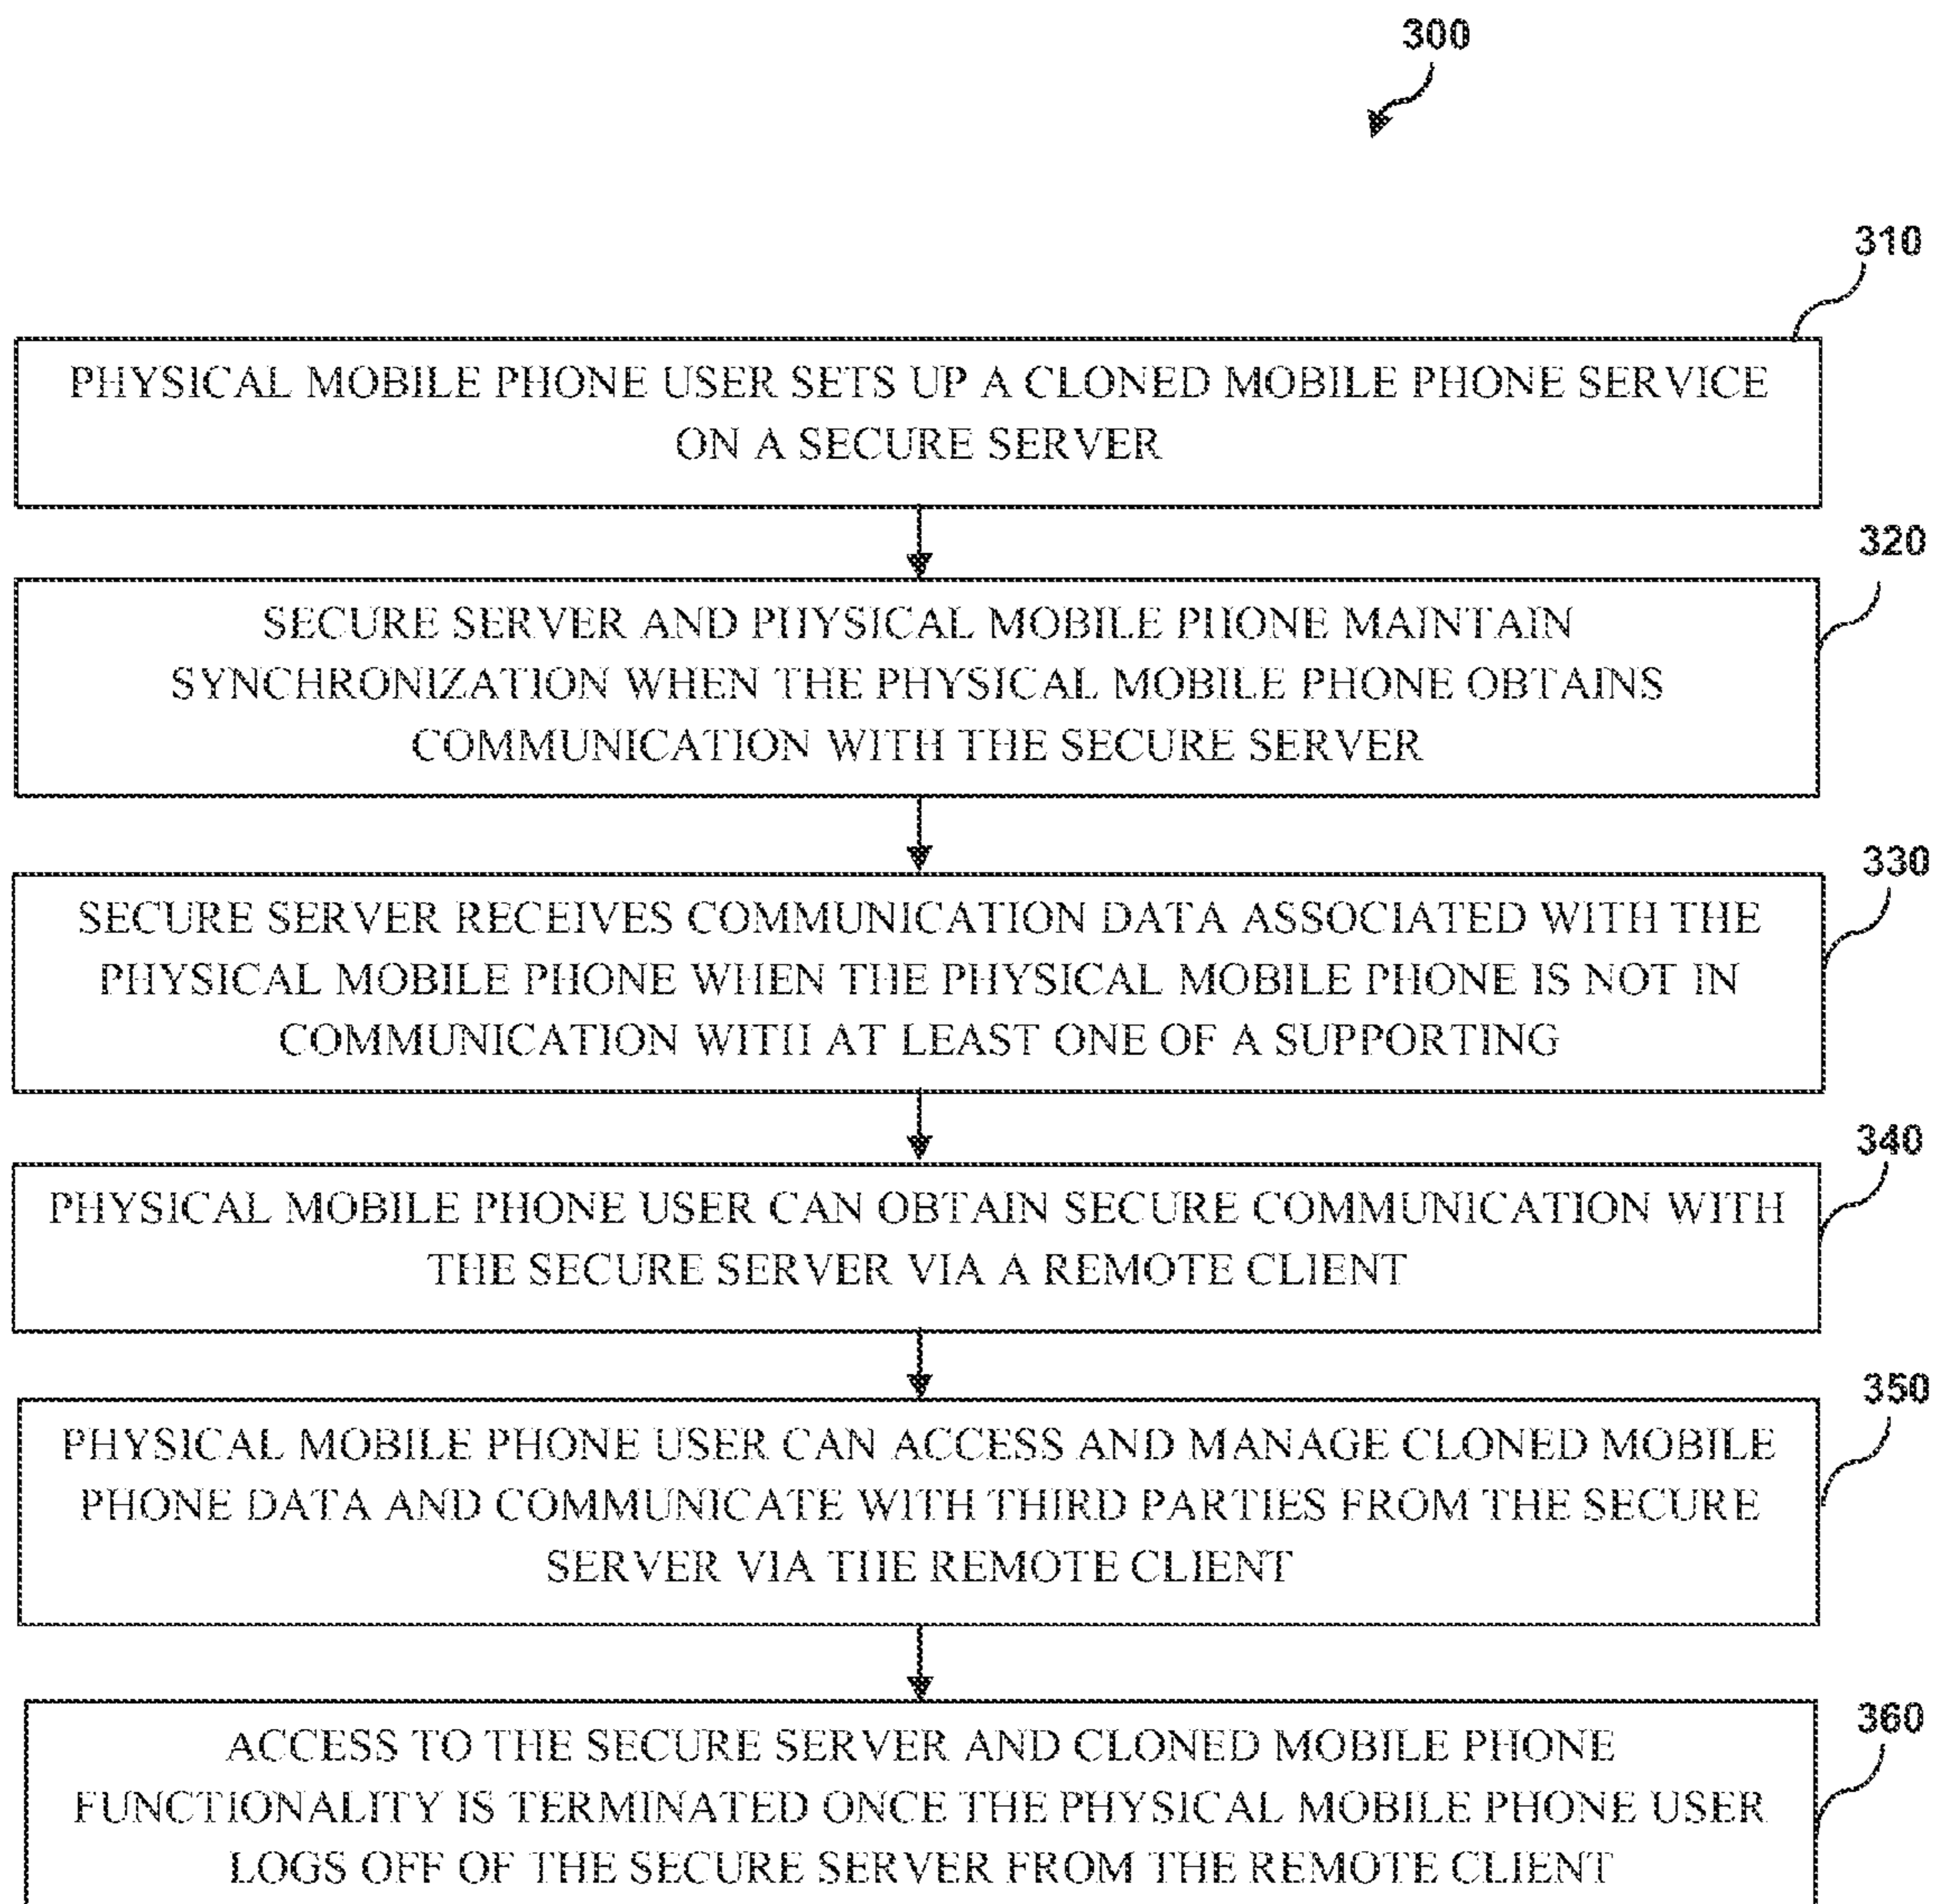 300
310
PHYSICAL MOBILE PHONE USER SETS UP A CLONED MOBILE PHONE SERVICE
ON A SECURE SERVER
320
SECURE SERVER AND PHYSICAL MOBILE PHONE MAINTAIN
SYNCHRONIZATION WHEN THE PHYSICAL MOBILE PHONE OBTAINS
COMMUNICATION WITH THE SECURE SERVER
330
SECURE SERVER RECEIVES COMMUNICATION DATA ASSOCIATED WITH THE
PHYSICAL MOBILE PHONE WHEN THE PHYSICAL MOBILE PHONE IS NOT IN
COMMUNICATION WITH AT LEAST ONE OF A SUPPORTING
340
PHYSICAL MOBILE PHONE USER CAN OBTAIN SECURE COMMUNICATION WITH
THE SECURE SERVER VIA A REMOTE CLIENT
350
PHYSICAL MOBILE PHONE USER CAN ACCESS AND MANAGE CLONED MOBILE
PHONE DATA AND COMMUNICATE WITH THIRD PARTIES FROM THE SECURE
SERVER VIA THE REMOTE CLIENT
360
ACCESS TO THE SECURE SERVER AND CLONED MOBILE PHONE
FUNCTIONALITY IS TERMINATED ONCE THE PHYSICAL MOBILE PHONE USER
LOGS OFF OF THE SECURE SERVER FROM THE REMOTE CLIENT